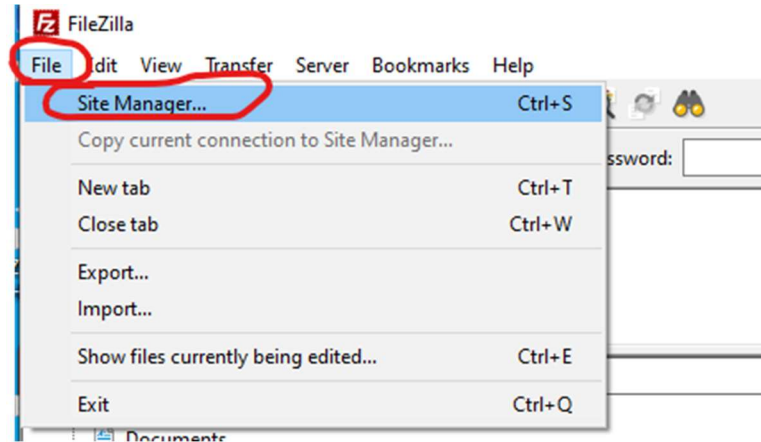 FileZilla
File Edit View Transfer Server Bookmarks Help
Site Manager... Ctrl+S
Copy current connection to Site Manager...
ssword:
New tab Ctrl+T
Close tab Ctrl+W
Export...
Import...
Show files currently being edited... Ctrl+E
Exit Ctrl+Q
Documents